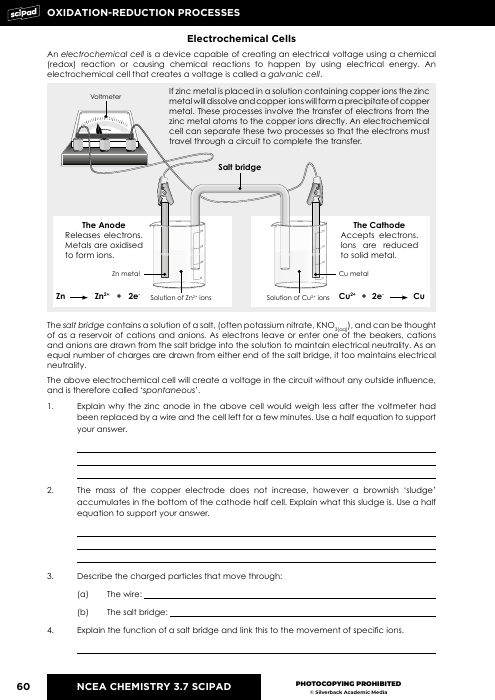 scipad OXIDATION-REDUCTION PROCESSES
Electrochemical Cells
An electrochemical cell is a device capable of creating an electrical voltage using a chemical
(redox) reaction or causing chemical reactions to happen by using electrical energy. An
electrochemical cell that creates a voltage is called a galvanic cell.
Voltmeter
If zinc metal is placed in a solution containing copper ions the zinc
metal will dissolve and copper ions will form a precipitate of copper
metal. These processes involve the transfer of electrons from the
zinc metal atoms to the copper ions directly. An electrochemical
cell can separate these two processes so that the electrons must
travel through a circuit to complete the transfer.
Salt bridge
The Anode
Releases electrons.
Metals are oxidised
to form ions.
Zn metal
Zn → Zn²⁺ + 2e⁻
Solution of Zn²⁺ ions
The Cathode
Accepts electrons.
Ions are reduced
to solid metal.
Cu metal
Solution of Cu²⁺ ions
Cu²⁺ + 2e⁻ → Cu
The salt bridge contains a solution of a salt, (often potassium nitrate, KNO₃₍ₐq₎), and can be thought
of as a reservoir of cations and anions. As electrons leave or enter one of the beakers, cations
and anions are drawn from the salt bridge into the solution to maintain electrical neutrality. As an
equal number of charges are drawn from either end of the salt bridge, it too maintains electrical
neutrality.
The above electrochemical cell will create a voltage in the circuit without any outside influence,
and is therefore called 'spontaneous'.
1. Explain why the zinc anode in the above cell would weigh less after the voltmeter had
been replaced by a wire and the cell left for a few minutes. Use a half equation to support
your answer.
2. The mass of the copper electrode does not increase, however a brownish 'sludge'
accumulates in the bottom of the cathode half cell. Explain what this sludge is. Use a half
equation to support your answer.
3. Describe the charged particles that move through:
(a) The wire:
(b) The salt bridge:
4. Explain the function of a salt bridge and link this to the movement of specific ions.
60 NCEA CHEMISTRY 3.7 SCIPAD
PHOTOCOPYING PROHIBITED
© Silverback Academic Media